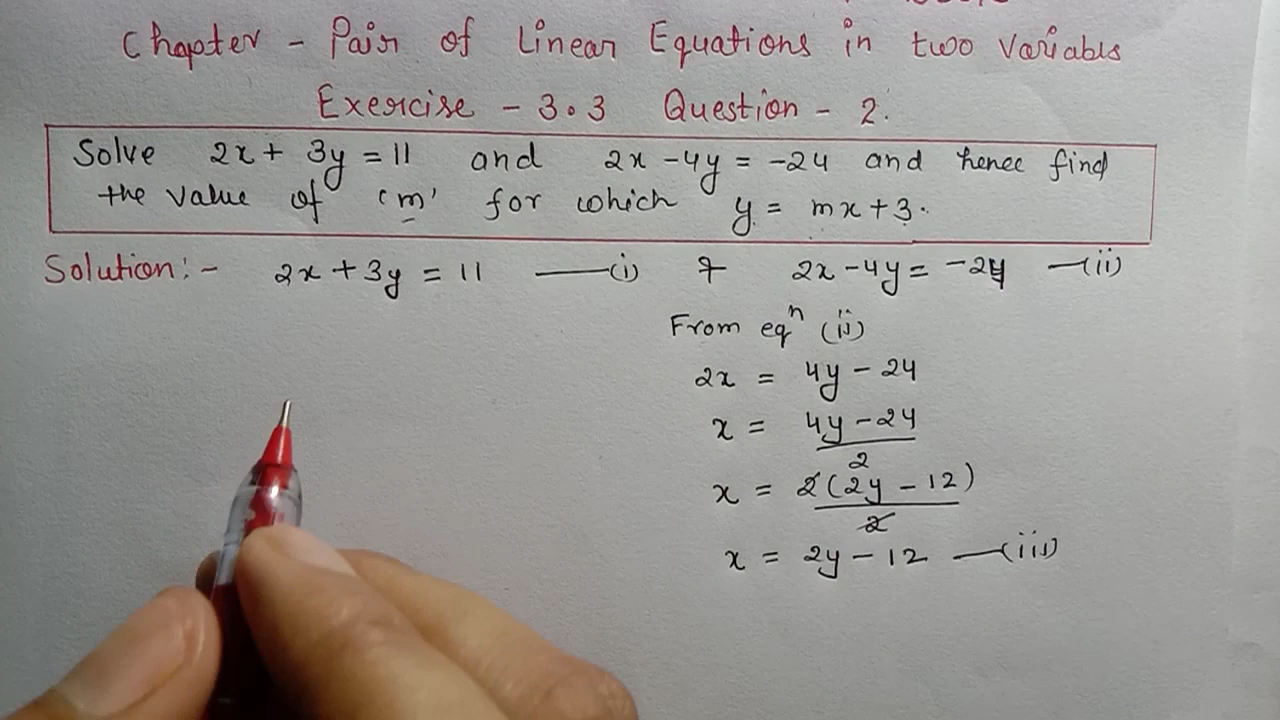 Chapter - Pair of Linear Equations in two Variabls
Exercise - 3.3 Question - 2.
Solve 2x + 3y = 11 and 2x - 4y = -24 and hence find
the value of 'm' for which y = mx + 3.
Solution:- 2x + 3y = 11 —(i) & 2x - 4y = -24 —(ii)
From eqⁿ (ii)
2x = 4y - 24
x = 4y - 24
2
x = 2(2y - 12)
2
x = 2y - 12 —(iii)